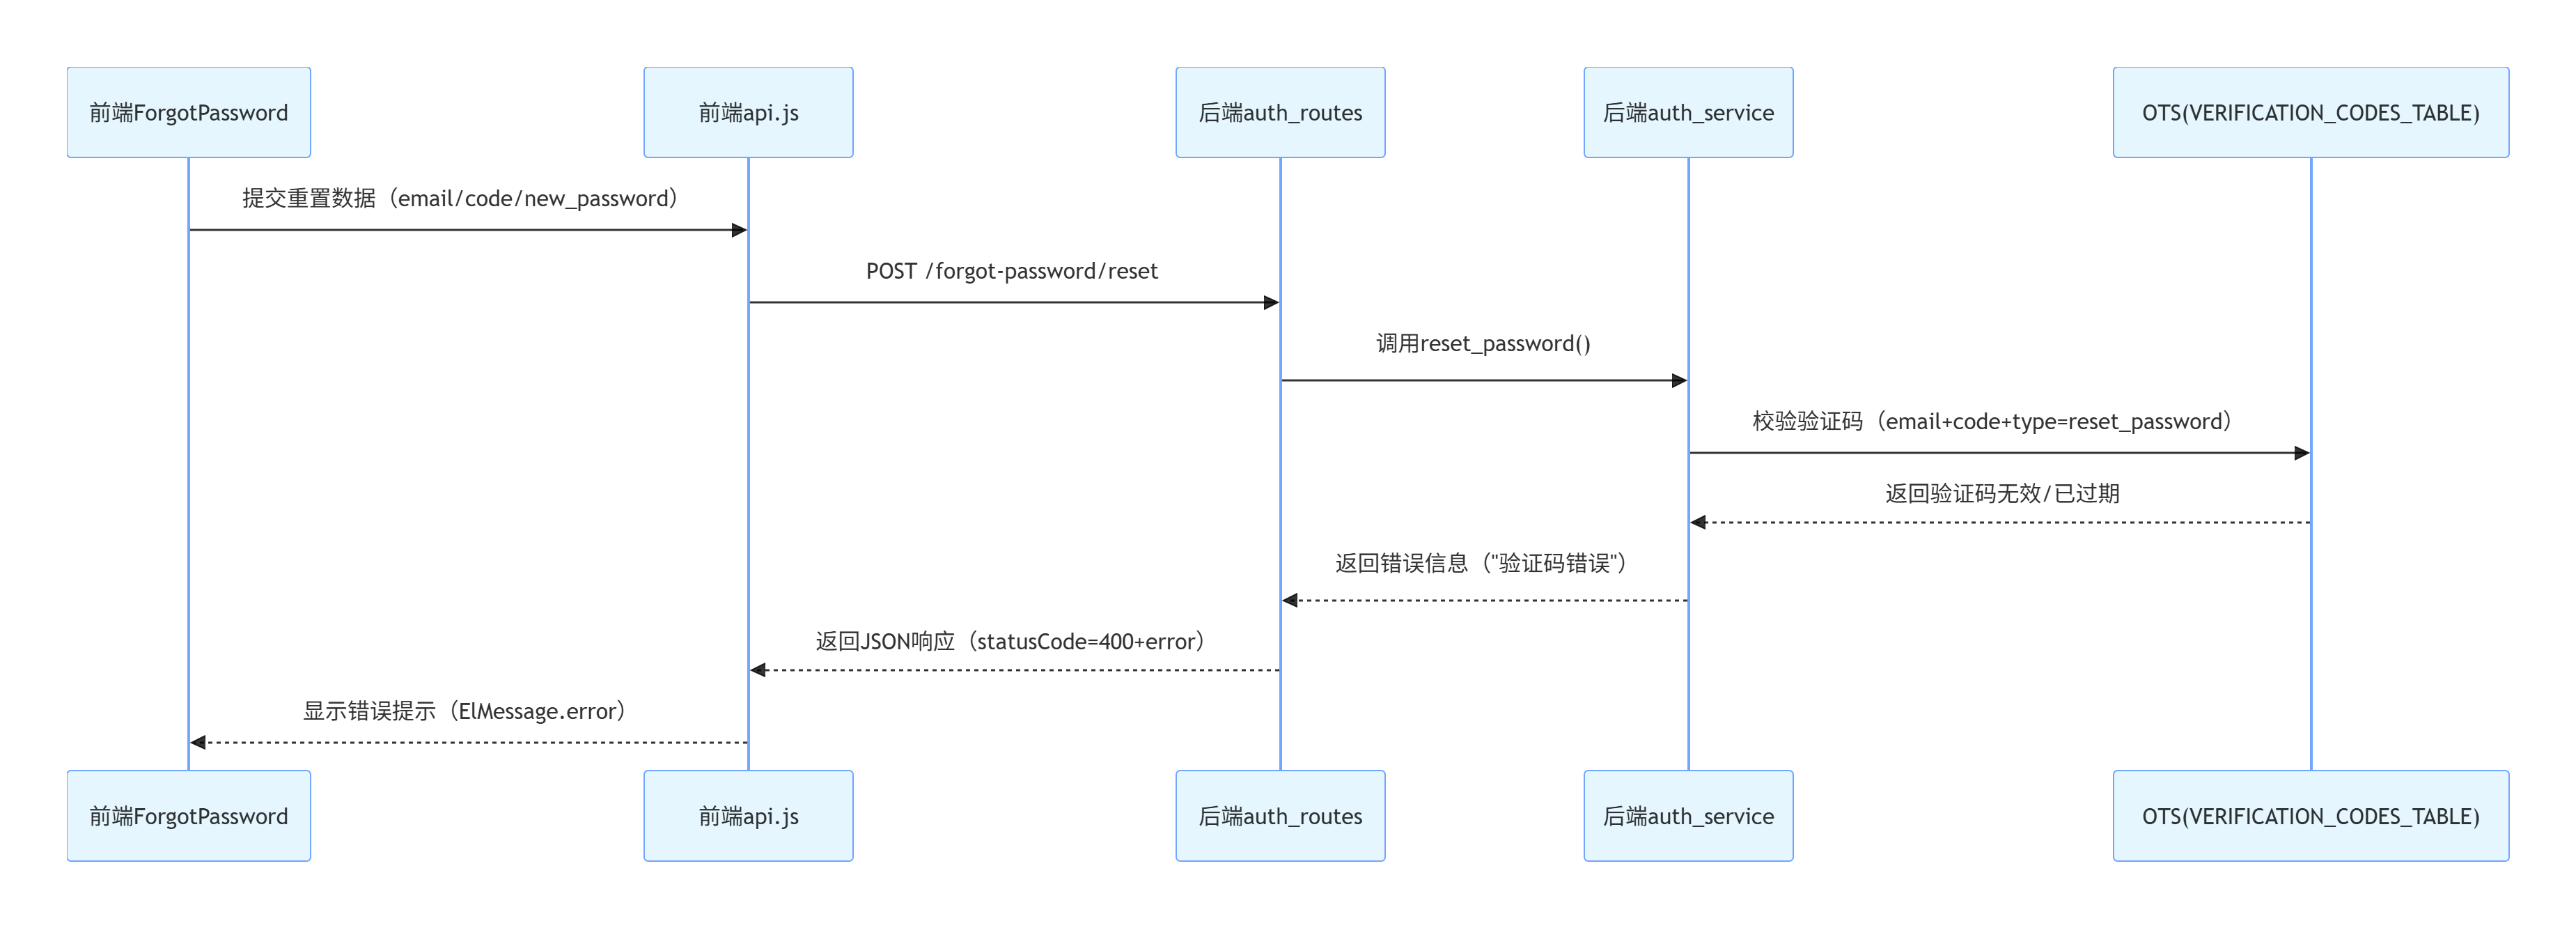 前端ForgotPassword
前端api.js
后端auth_routes
后端auth_service
OTS(VERIFICATION_CODES_TABLE)
提交重置数据（email/code/new_password）
POST /forgot-password/reset
调用reset_password()
校验验证码（email+code+type=reset_password）
返回验证码无效/已过期
返回错误信息（"验证码错误"）
返回JSON响应（statusCode=400+error）
显示错误提示（ElMessage.error）
前端ForgotPassword
前端api.js
后端auth_routes
后端auth_service
OTS(VERIFICATION_CODES_TABLE)